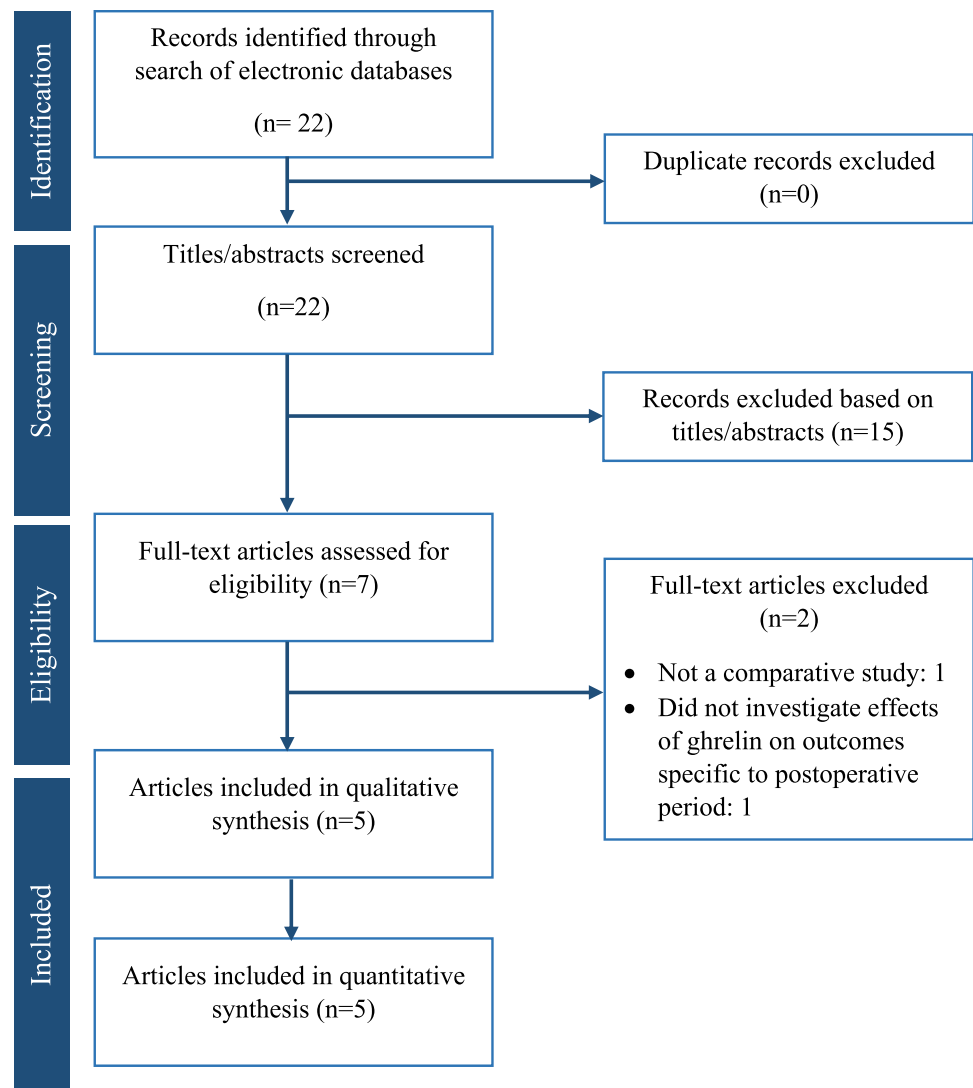 Identification
Records identified through
search of electronic databases
(n= 22)
Duplicate records excluded
(n=0)
Screening
Titles/abstracts screened
(n=22)
Records excluded based on
titles/abstracts (n=15)
Eligibility
Full-text articles assessed for
eligibility (n=7)
Full-text articles excluded
(n=2)
• Not a comparative study: 1
• Did not investigate effects
of ghrelin on outcomes
specific to postoperative
period: 1
Included
Articles included in qualitative
synthesis (n=5)
Articles included in quantitative
synthesis (n=5)